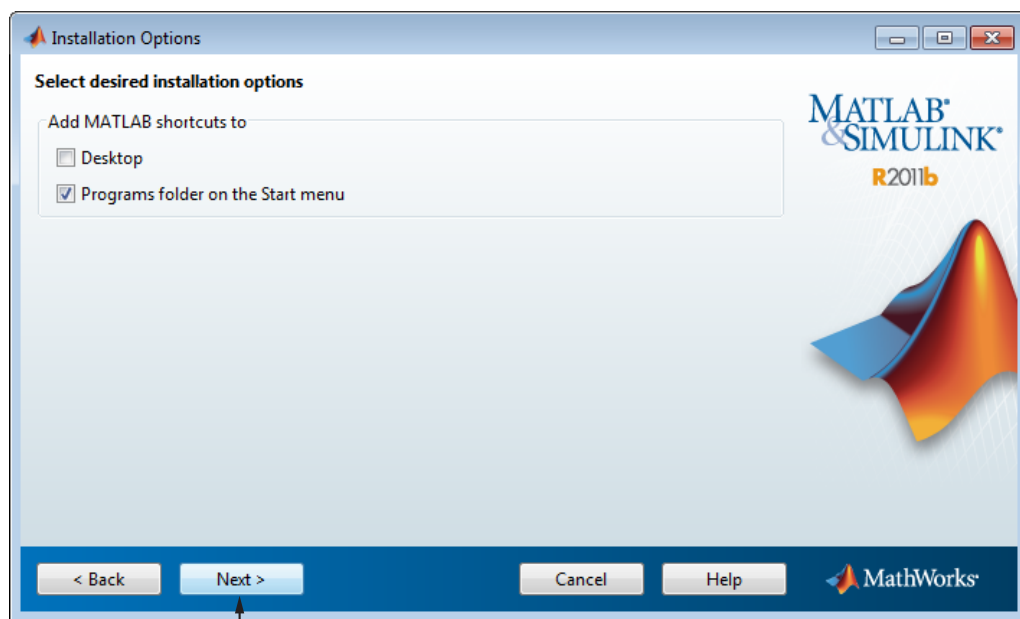 Installation Options
Select desired installation options
Add MATLAB shortcuts to
Desktop
Programs folder on the Start menu
MATLAB®
&SIMULINK®
R2011b
< Back
Next >
Cancel
Help
MathWorks®